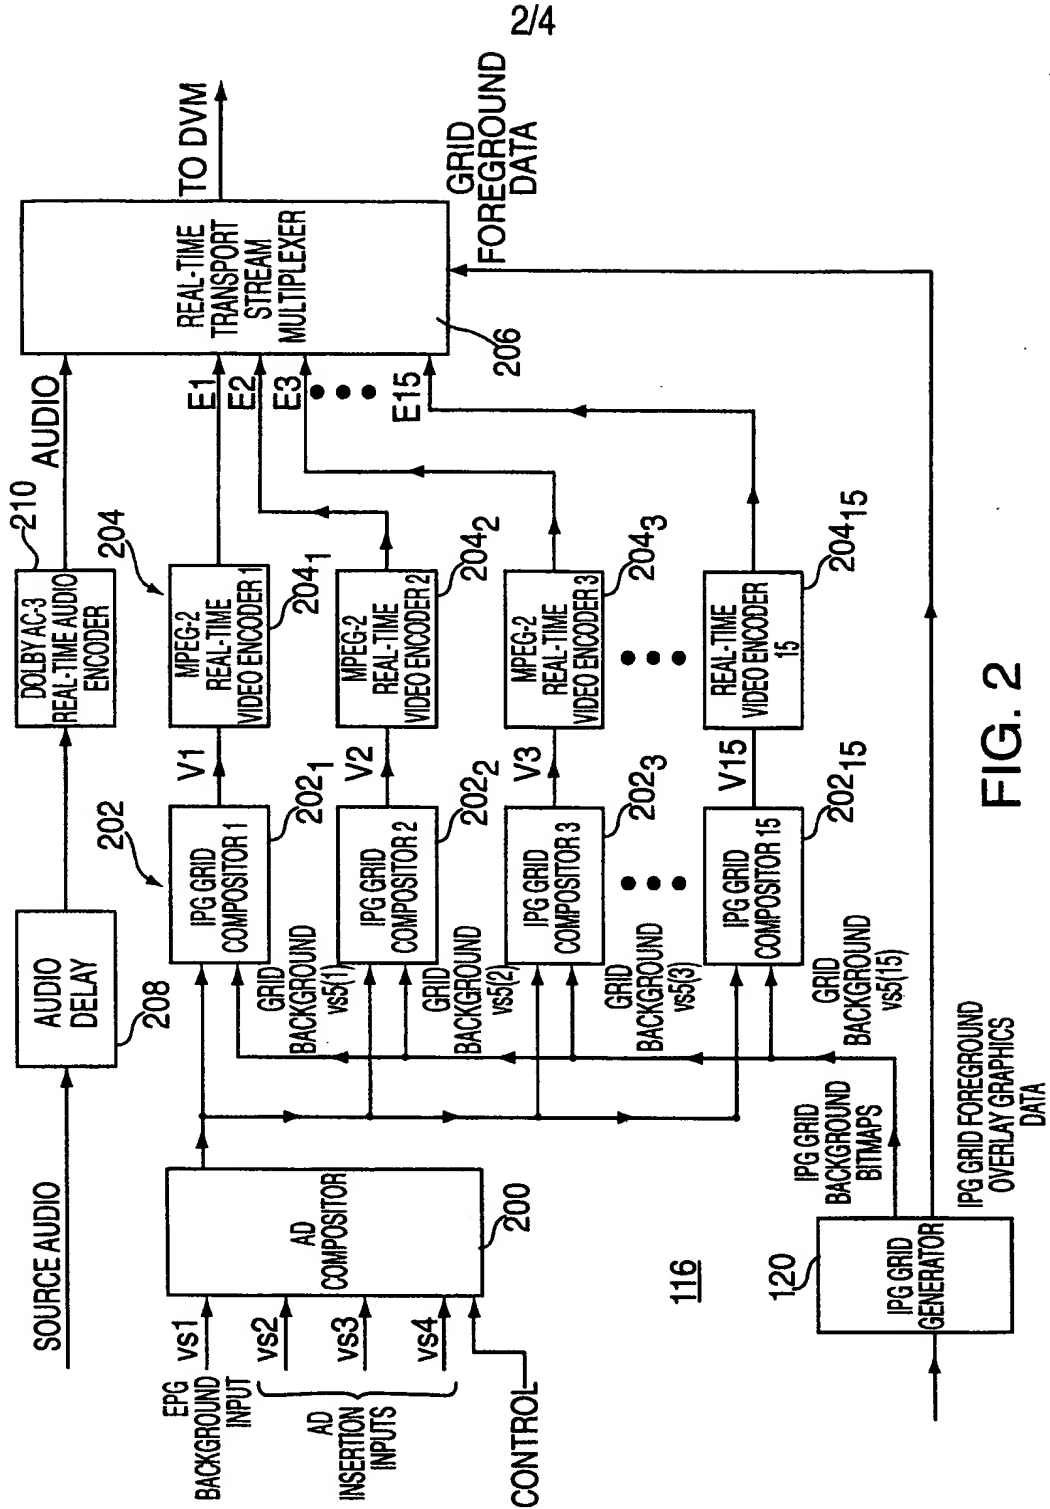 2/4
SOURCE AUDIO
AUDIO
DELAY
208
DOLBY AC-3
REAL-TIME AUDIO
ENCODER
210
AUDIO
REAL-TIME
TRANSPORT
STREAM
MULTIPLEXER
206
TO DVM
GRID
FOREGROUND
DATA
EPG
BACKGROUND
INPUT
vs1
vs2
vs3
vs4
AD
INSERTION
INPUTS
CONTROL
AD
COMPOSITOR
200
202
IPG GRID
COMPOSITOR 1
202₁
V1
204
MPEG-2
REAL-TIME
VIDEO ENCODER 1
204₁
E1
GRID
BACKGROUND
vs5(1)
IPG GRID
COMPOSITOR 2
202₂
V2
MPEG-2
REAL-TIME
VIDEO ENCODER 2
204₂
E2
GRID
BACKGROUND
vs5(2)
IPG GRID
COMPOSITOR 3
202₃
V3
MPEG-2
REAL-TIME
VIDEO ENCODER 3
204₃
E3
GRID
BACKGROUND
vs5(3)
IPG GRID
COMPOSITOR 15
202₁₅
V15
REAL-TIME
VIDEO ENCODER
15
204₁₅
E15
GRID
BACKGROUND
vs5(15)
116
120
IPG GRID
GENERATOR
IPG GRID
BACKGROUND
BITMAPS
IPG GRID FOREGROUND
OVERLAY GRAPHICS
DATA
FIG. 2